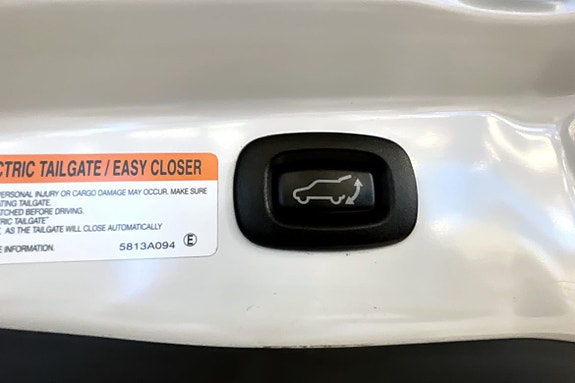 CTRIC TAILGATE / EASY CLOSER
PERSONAL INJURY OR CARGO DAMAGE MAY OCCUR. MAKE SURE
ATING TAILGATE.
TCHED BEFORE DRIVING.
RIC TAILGATE"
, AS THE TAILGATE WILL CLOSE AUTOMATICALLY
E INFORMATION.
5813A094 E